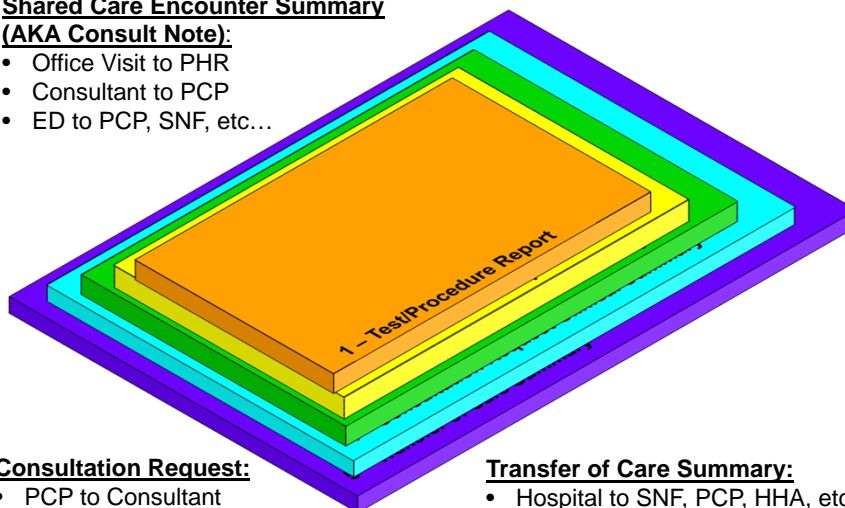 Shared Care Encounter Summary
(AKA Consult Note):
• Office Visit to PHR
• Consultant to PCP
• ED to PCP, SNF, etc…
1 – Test/Procedure Report
Consultation Request:
• PCP to Consultant
Transfer of Care Summary:
• Hospital to SNF, PCP, HHA, etc